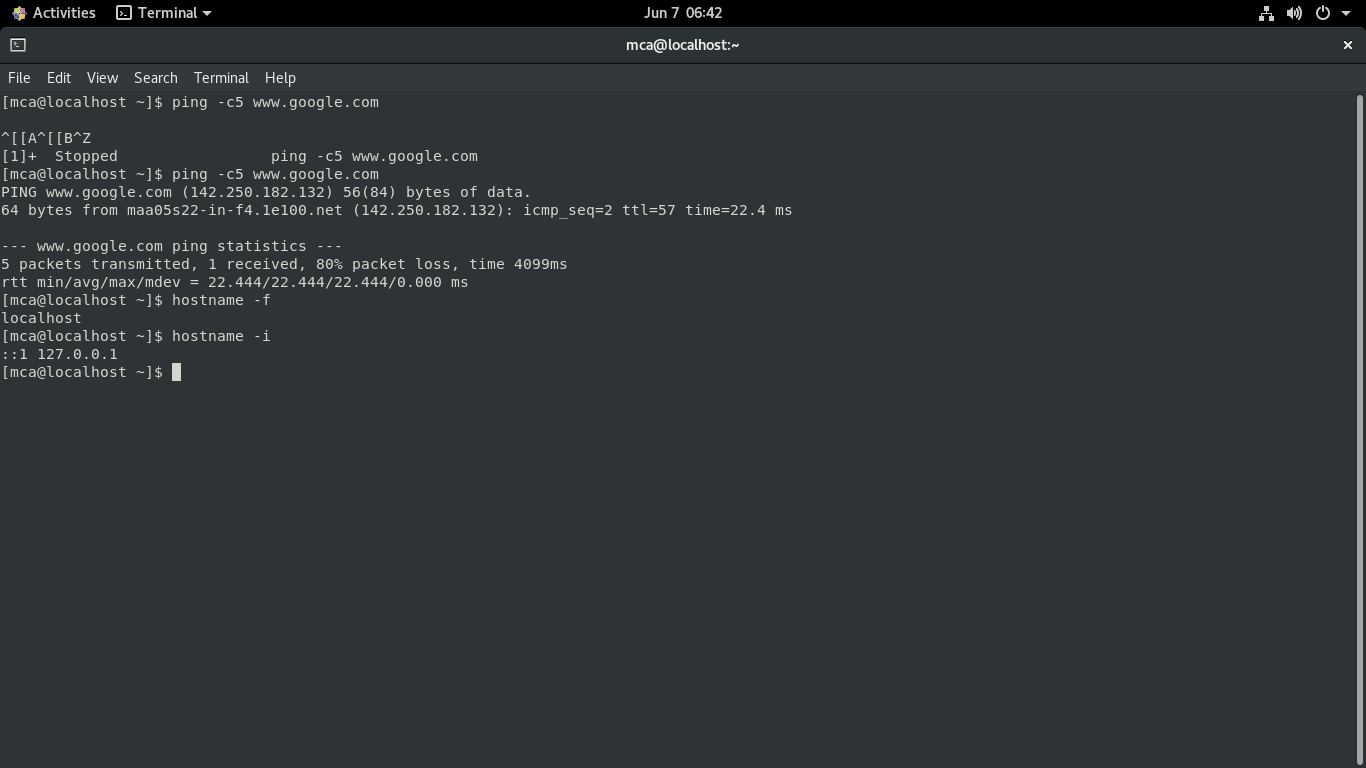 Activities Terminal Jun 7 06:42
mca@localhost:~
File Edit View Search Terminal Help
[mca@localhost ~]$ ping -c5 www.google.com
^[[A^[[B^Z
[1]+  Stopped                 ping -c5 www.google.com
[mca@localhost ~]$ ping -c5 www.google.com
PING www.google.com (142.250.182.132) 56(84) bytes of data.
64 bytes from maa05s22-in-f4.1e100.net (142.250.182.132): icmp_seq=2 ttl=57 time=22.4 ms
--- www.google.com ping statistics ---
5 packets transmitted, 1 received, 80% packet loss, time 4099ms
rtt min/avg/max/mdev = 22.444/22.444/22.444/0.000 ms
[mca@localhost ~]$ hostname -f
localhost
[mca@localhost ~]$ hostname -i
::1 127.0.0.1
[mca@localhost ~]$